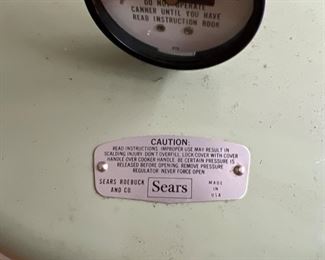 DO NOT OPERATE
CANNER UNTIL YOU HAVE
READ INSTRUCTION BOOK
CAUTION:
READ INSTRUCTIONS. IMPROPER USE MAY RESULT IN
SCALDING INJURY. DON'T OVERFILL. LOCK COVER WITH COVER
HANDLE OVER COOKER HANDLE. BE CERTAIN PRESSURE IS
RELEASED BEFORE OPENING. REMOVE PRESSURE
REGULATOR. NEVER FORCE OPEN.
SEARS ROEBUCK
AND CO.
Sears
MADE
IN
USA